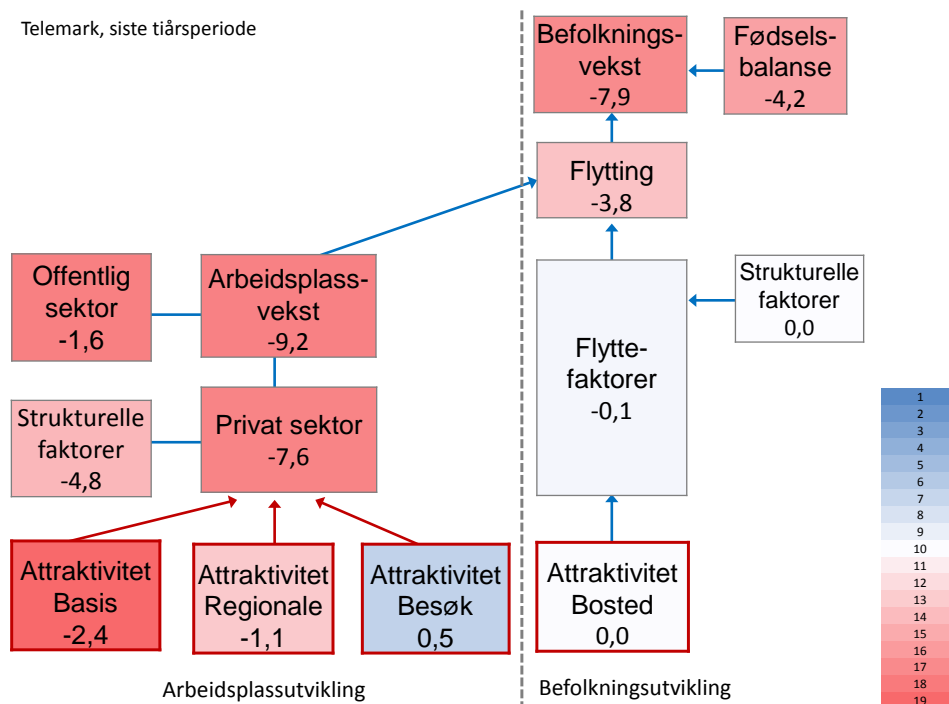 Telemark, siste tiårsperiode
Befolknings-
vekst
-7,9
Fødsels-
balanse
-4,2
Flytting
-3,8
Offentlig
sektor
-1,6
Arbeidsplass-
vekst
-9,2
Flytte-
faktorer
-0,1
Strukturelle
faktorer
0,0
Strukturelle
faktorer
-4,8
Privat sektor
-7,6
Attraktivitet
Basis
-2,4
Attraktivitet
Regionale
-1,1
Attraktivitet
Besøk
0,5
Attraktivitet
Bosted
0,0
Arbeidsplassutvikling
Befolkningsutvikling
1
2
3
4
5
6
7
8
9
10
11
12
13
14
15
16
17
18
19